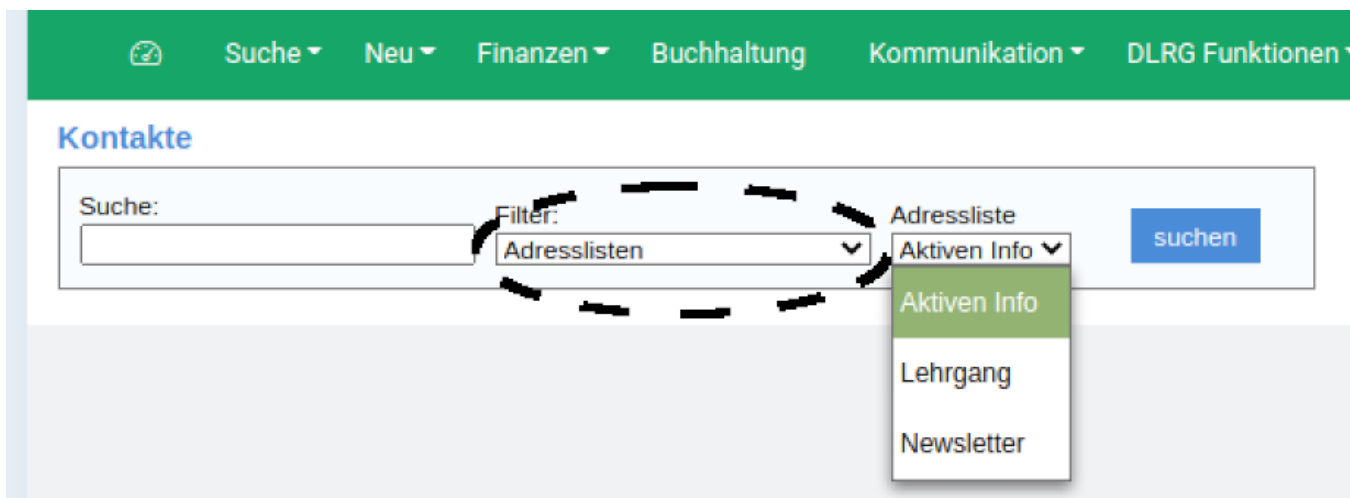 Suche Neu Finanzen Buchhaltung Kommunikation DLRG Funktionen
Kontakte
Suche: Filter: Adressliste
Adresslisten Aktiven Info suchen
Aktiven Info
Lehrgang
Newsletter